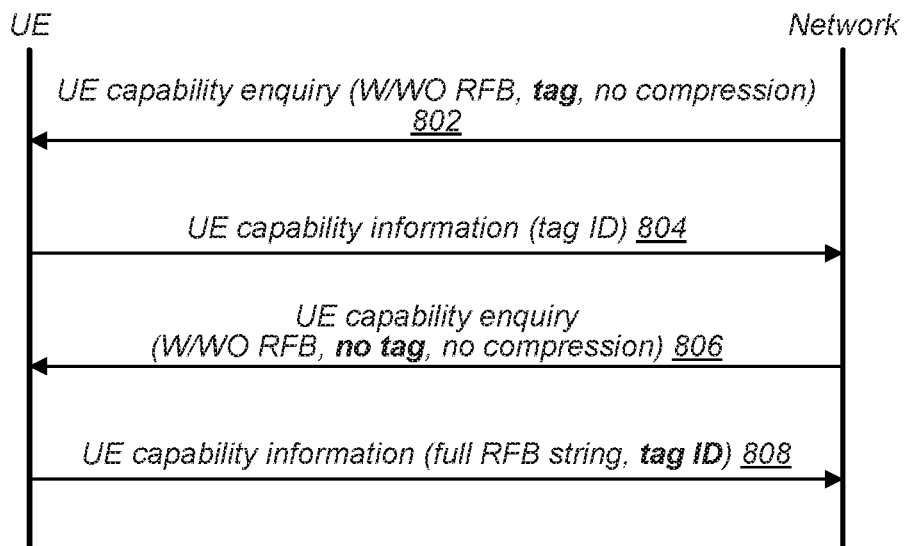 UE Network
UE capability enquiry (W/WO RFB, tag, no compression)
802
UE capability information (tag ID) 804
UE capability enquiry
(W/WO RFB, no tag, no compression) 806
UE capability information (full RFB string, tag ID) 808